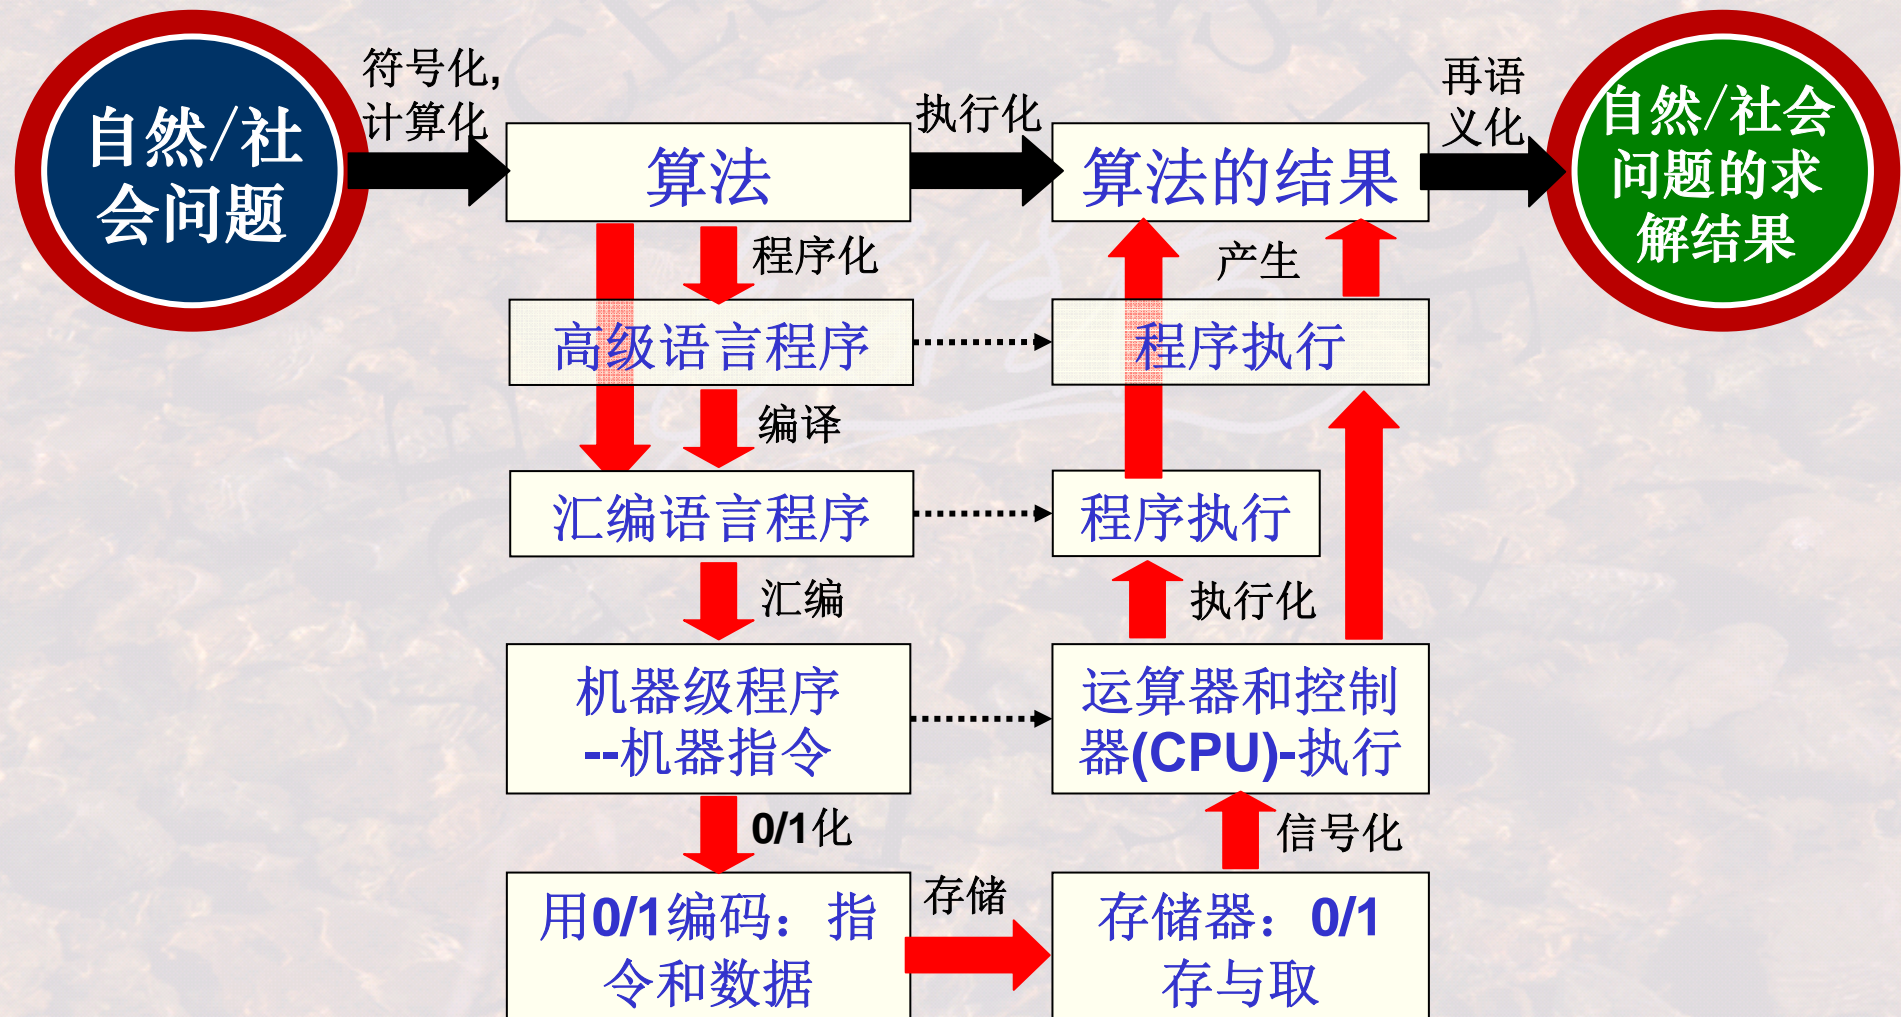 自然/社
会问题
符号化,
计算化
算法
执行化
算法的结果
再语
义化
自然/社会
问题的求
解结果
程序化
产生
高级语言程序
程序执行
编译
汇编语言程序
程序执行
汇编
执行化
机器级程序
--机器指令
运算器和控制
器(CPU)-执行
0/1化
信号化
用0/1编码：指
令和数据
存储
存储器：0/1
存与取